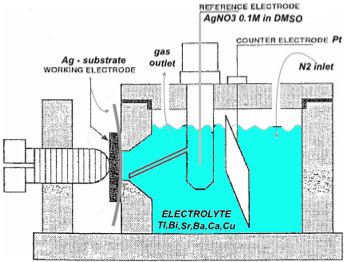 REFERENCE ELECTRODE
AgNO3 0.1M in DMSO
COUNTER ELECTRODE Pt
gas
outlet
N2 inlet
Ag - substrate
WORKING ELECTRODE
ELECTROLYTE
Tl,Bi,Sr,Ba,Ca,Cu